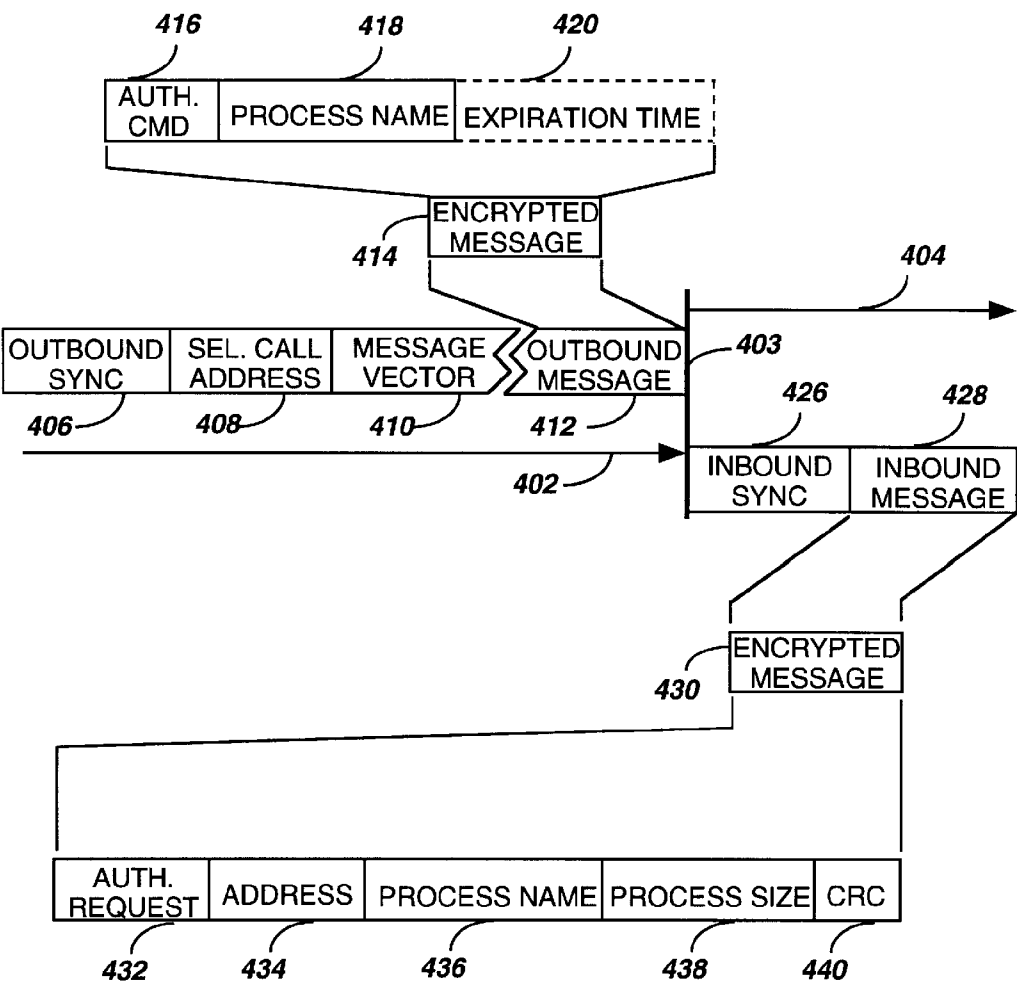 416 418 420
AUTH. CMD PROCESS NAME EXPIRATION TIME
ENCRYPTED MESSAGE
414
404
OUTBOUND SYNC SEL. CALL ADDRESS MESSAGE VECTOR OUTBOUND MESSAGE
403
406 408 410 412
426 428
402
INBOUND SYNC INBOUND MESSAGE
ENCRYPTED MESSAGE
430
AUTH. REQUEST ADDRESS PROCESS NAME PROCESS SIZE CRC
432 434 436 438 440